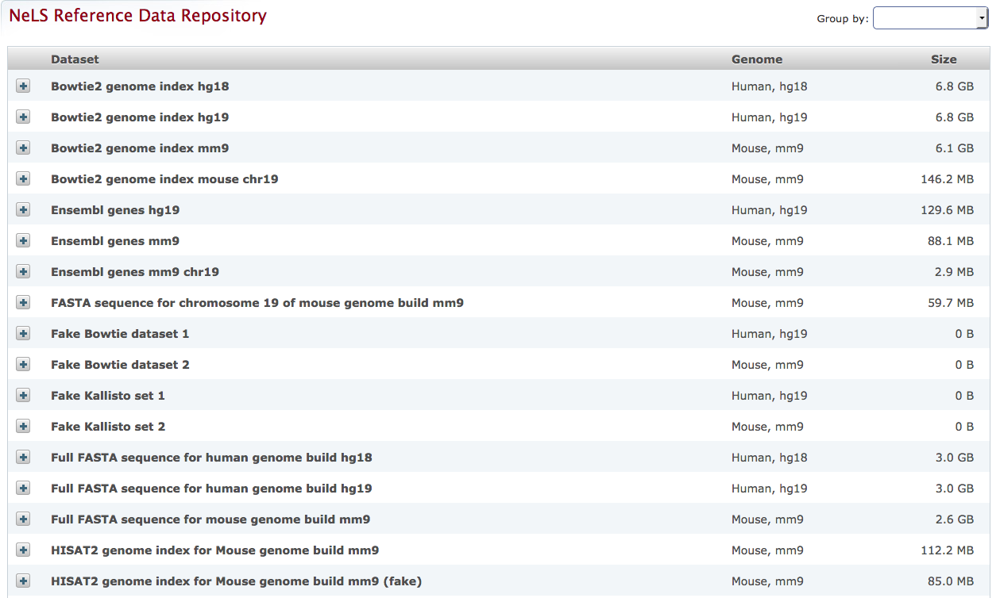 NeLS Reference Data Repository
Group by:
Dataset Genome Size
Bowtie2 genome index hg18 Human, hg18 6.8 GB
Bowtie2 genome index hg19 Human, hg19 6.8 GB
Bowtie2 genome index mm9 Mouse, mm9 6.1 GB
Bowtie2 genome index mouse chr19 Mouse, mm9 146.2 MB
Ensembl genes hg19 Human, hg19 129.6 MB
Ensembl genes mm9 Mouse, mm9 88.1 MB
Ensembl genes mm9 chr19 Mouse, mm9 2.9 MB
FASTA sequence for chromosome 19 of mouse genome build mm9 Mouse, mm9 59.7 MB
Fake Bowtie dataset 1 Human, hg19 0 B
Fake Bowtie dataset 2 Mouse, mm9 0 B
Fake Kallisto set 1 Human, hg19 0 B
Fake Kallisto set 2 Mouse, mm9 0 B
Full FASTA sequence for human genome build hg18 Human, hg18 3.0 GB
Full FASTA sequence for human genome build hg19 Human, hg19 3.0 GB
Full FASTA sequence for mouse genome build mm9 Mouse, mm9 2.6 GB
HISAT2 genome index for Mouse genome build mm9 Mouse, mm9 112.2 MB
HISAT2 genome index for Mouse genome build mm9 (fake) Mouse, mm9 85.0 MB